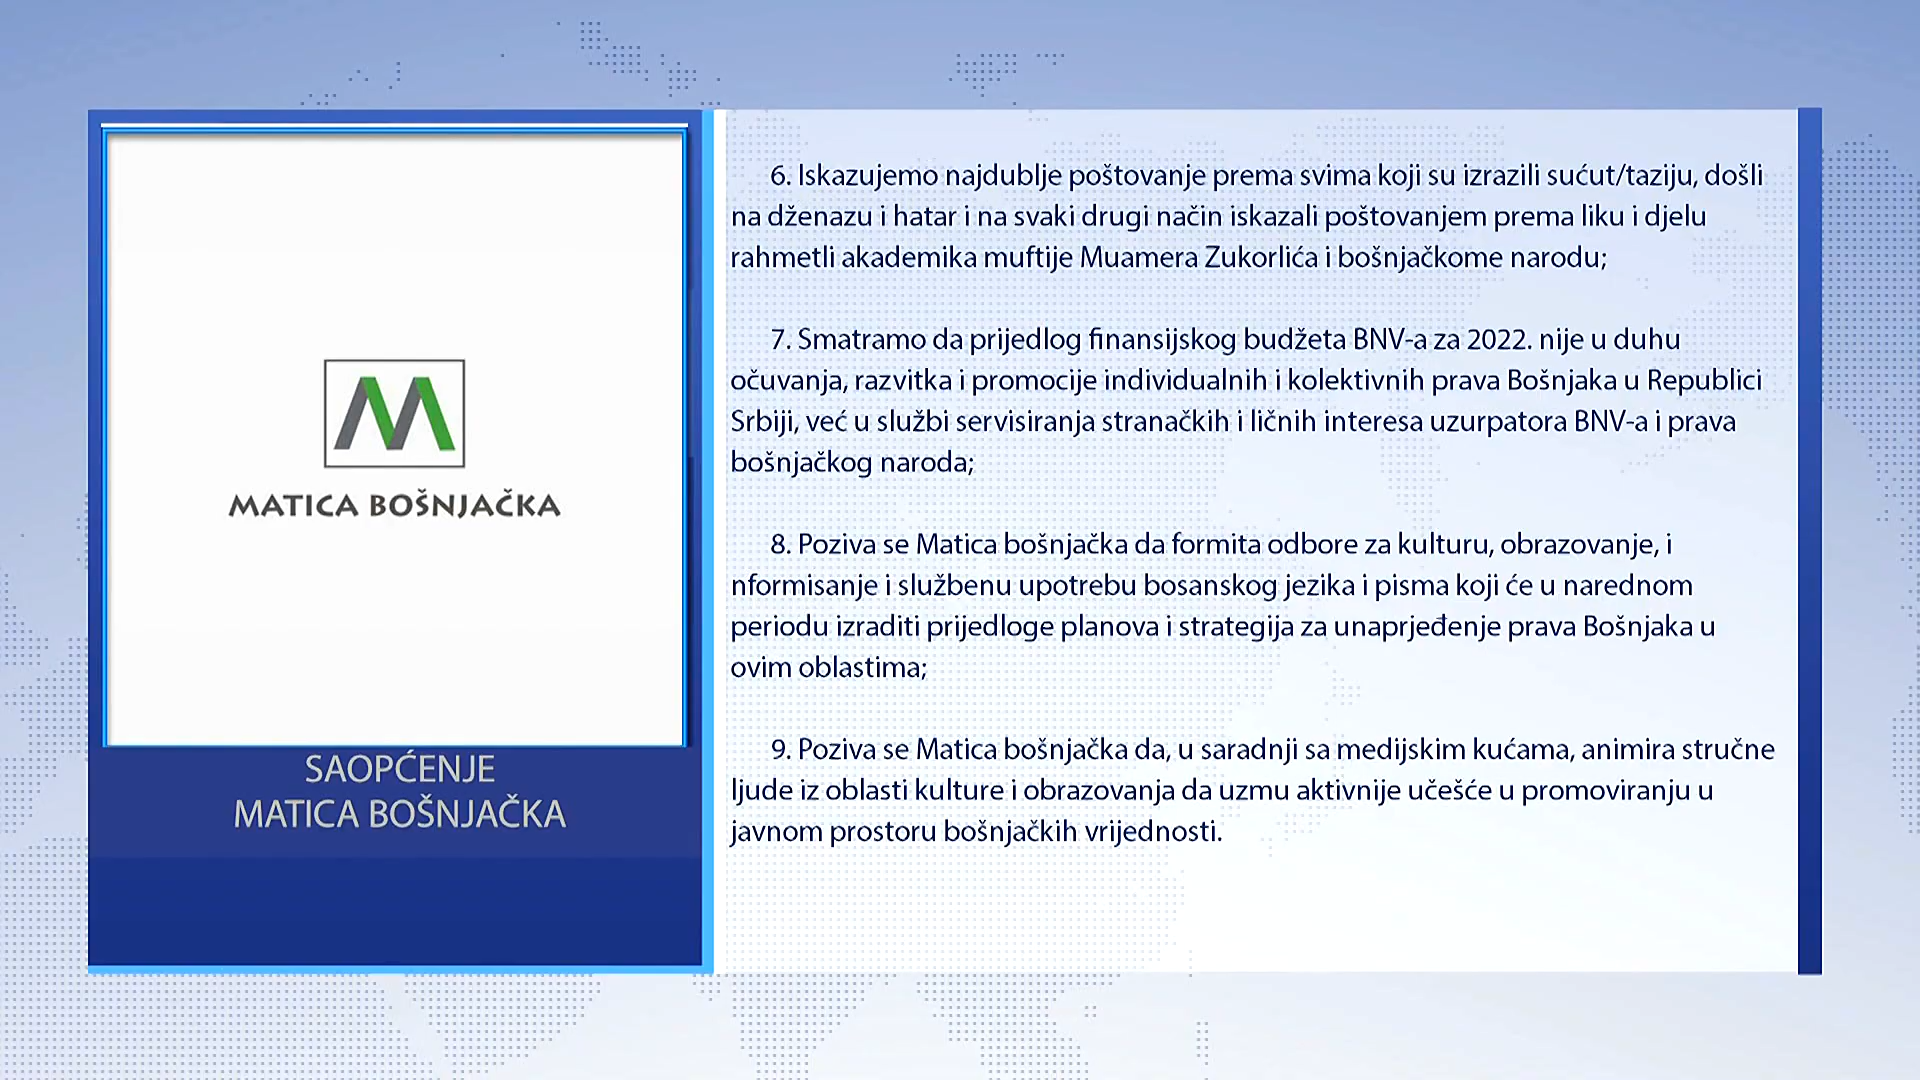 MATICA BOŠNJAČKA
SAOPĆENJE
MATICA BOŠNJAČKA
6. Iskazujemo najdublje poštovanje prema svima koji su izrazili sućut/taziju, došli
na dženazu i hatar i na svaki drugi način iskazali poštovanjem prema liku i djelu
rahmetli akademika muftije Muamera Zukorlića i bošnjačkome narodu;
7. Smatramo da prijedlog finansijskog budžeta BNV-a za 2022. nije u duhu
očuvanja, razvitka i promocije individualnih i kolektivnih prava Bošnjaka u Republici
Srbiji, već u službi servisiranja stranačkih i ličnih interesa uzurpatora BNV-a i prava
bošnjačkog naroda;
8. Poziva se Matica bošnjačka da formita odbore za kulturu, obrazovanje, i
nformisanje i službenu upotrebu bosanskog jezika i pisma koji će u narednom
periodu izraditi prijedloge planova i strategija za unaprjeđenje prava Bošnjaka u
ovim oblastima;
9. Poziva se Matica bošnjačka da, u saradnji sa medijskim kućama, animira stručne
ljude iz oblasti kulture i obrazovanja da uzmu aktivnije učešće u promoviranju u
javnom prostoru bošnjačkih vrijednosti.